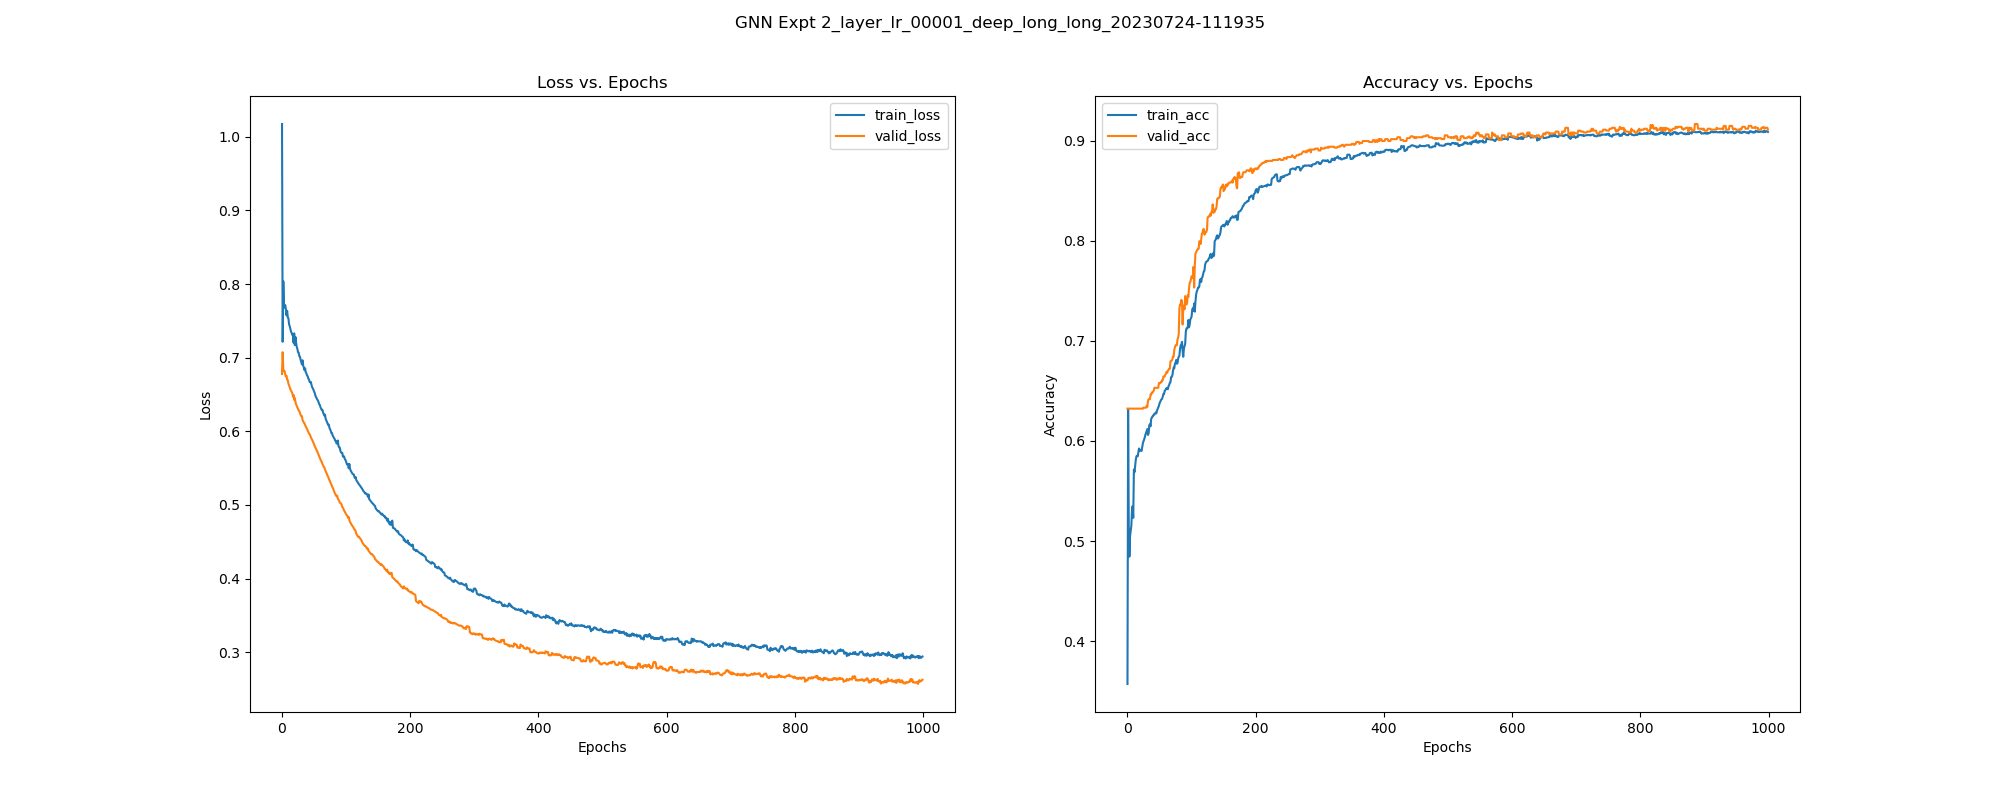 GNN Expt 2_layer_lr_00001_deep_long_long_20230724-111935
Loss vs. Epochs
train_loss
valid_loss
1.0
0.9
0.8
0.7
0.6
0.5
0.4
0.3
Loss
0 200 400 600 800 1000
Epochs
Accuracy vs. Epochs
train_acc
valid_acc
0.9
0.8
0.7
0.6
0.5
0.4
Accuracy
0 200 400 600 800 1000
Epochs